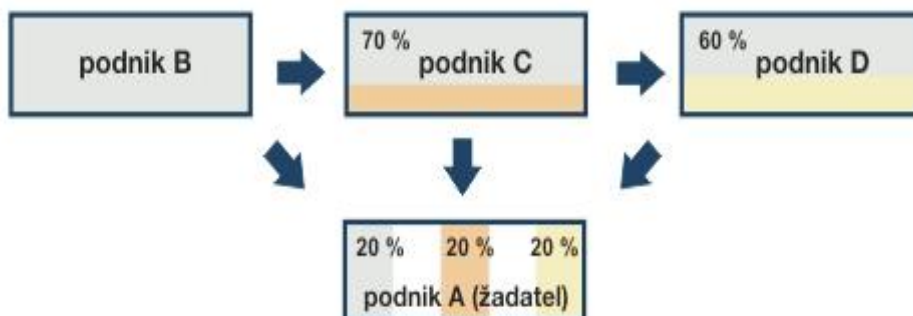 podnik B
70 %
podnik C
60 %
podnik D
20 % 20 % 20 %
podnik A (žadatel)